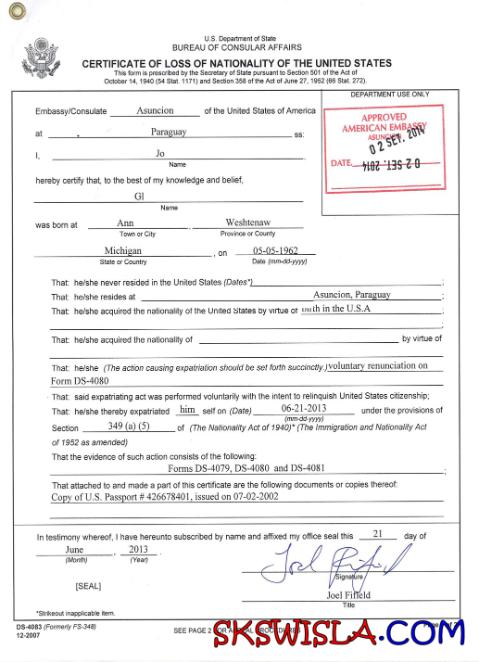 U.S. Department of State
BUREAU OF CONSULAR AFFAIRS
CERTIFICATE OF LOSS OF NATIONALITY OF THE UNITED STATES
This form is prescribed by the Secretary of State pursuant to Section 501 of the Act of
October 14, 1940 (54 Stat. 1171) and Section 358 of the Act of June 27, 1952 (66 Stat. 272).
DEPARTMENT USE ONLY
APPROVED
AMERICAN EMBASSY
ASUNCION
02 SET. 2014
DATE 02 SET. 2014
Embassy/Consulate Asuncion of the United States of America
at , Paraguay ss:
I, Jo
Name
hereby certify that, to the best of my knowledge and belief,
Gl
Name
was born at Ann Weshtenaw
Town or City Province or County
Michigan , on 05-05-1962
State or Country Date (mm-dd-yyyy)
That: he/she never resided in the United States (Dates*) ;
That: he/she resides at Asuncion, Paraguay ;
That: he/she acquired the nationality of the United States by virtue of in the U.S.A
;
That: he/she acquired the nationality of by virtue of
;
That: he/she (The action causing expatriation should be set forth succinctly.) voluntary renunciation on
Form DS-4080
That: said expatriating act was performed voluntarily with the intent to relinquish United States citizenship;
That: he/she thereby expatriated him self on (Date) 06-21-2013 under the provisions of
(mm-dd-yyyy)
Section 349 (a) (5) of (The Nationality Act of 1940)* (The Immigration and Nationality Act
of 1952 as amended)
That the evidence of such action consists of the following:
Forms DS-4079, DS-4080 and DS-4081 ;
That attached to and made a part of this certificate are the following documents or copies thereof:
Copy of U.S. Passport # 426678401, issued on 07-02-2002
In testimony whereof, I have hereunto subscribed by name and affixed my office seal this 21 day of
June , 2013 .
(Month) (Year)
Joel Fifield
Signature
[SEAL]
Joel Fifield
Title
*Strikeout inapplicable item.
DS-4083 (Formerly FS-348)
12-2007
SEE PAGE 2 FOR APPEAL PROCEDURES
SKSWISLA.COM